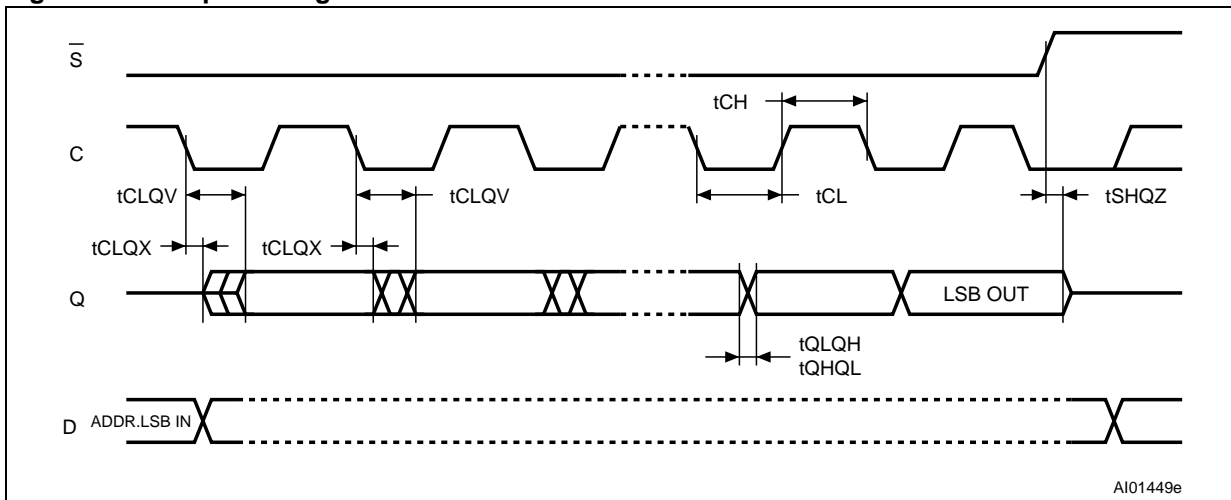 S
tCH
C
tCLQV
tCLQV
tCL
tSHQZ
tCLQX
tCLQX
Q
LSB OUT
tQLQH
tQHQL
D
ADDR.LSB IN
AI01449e